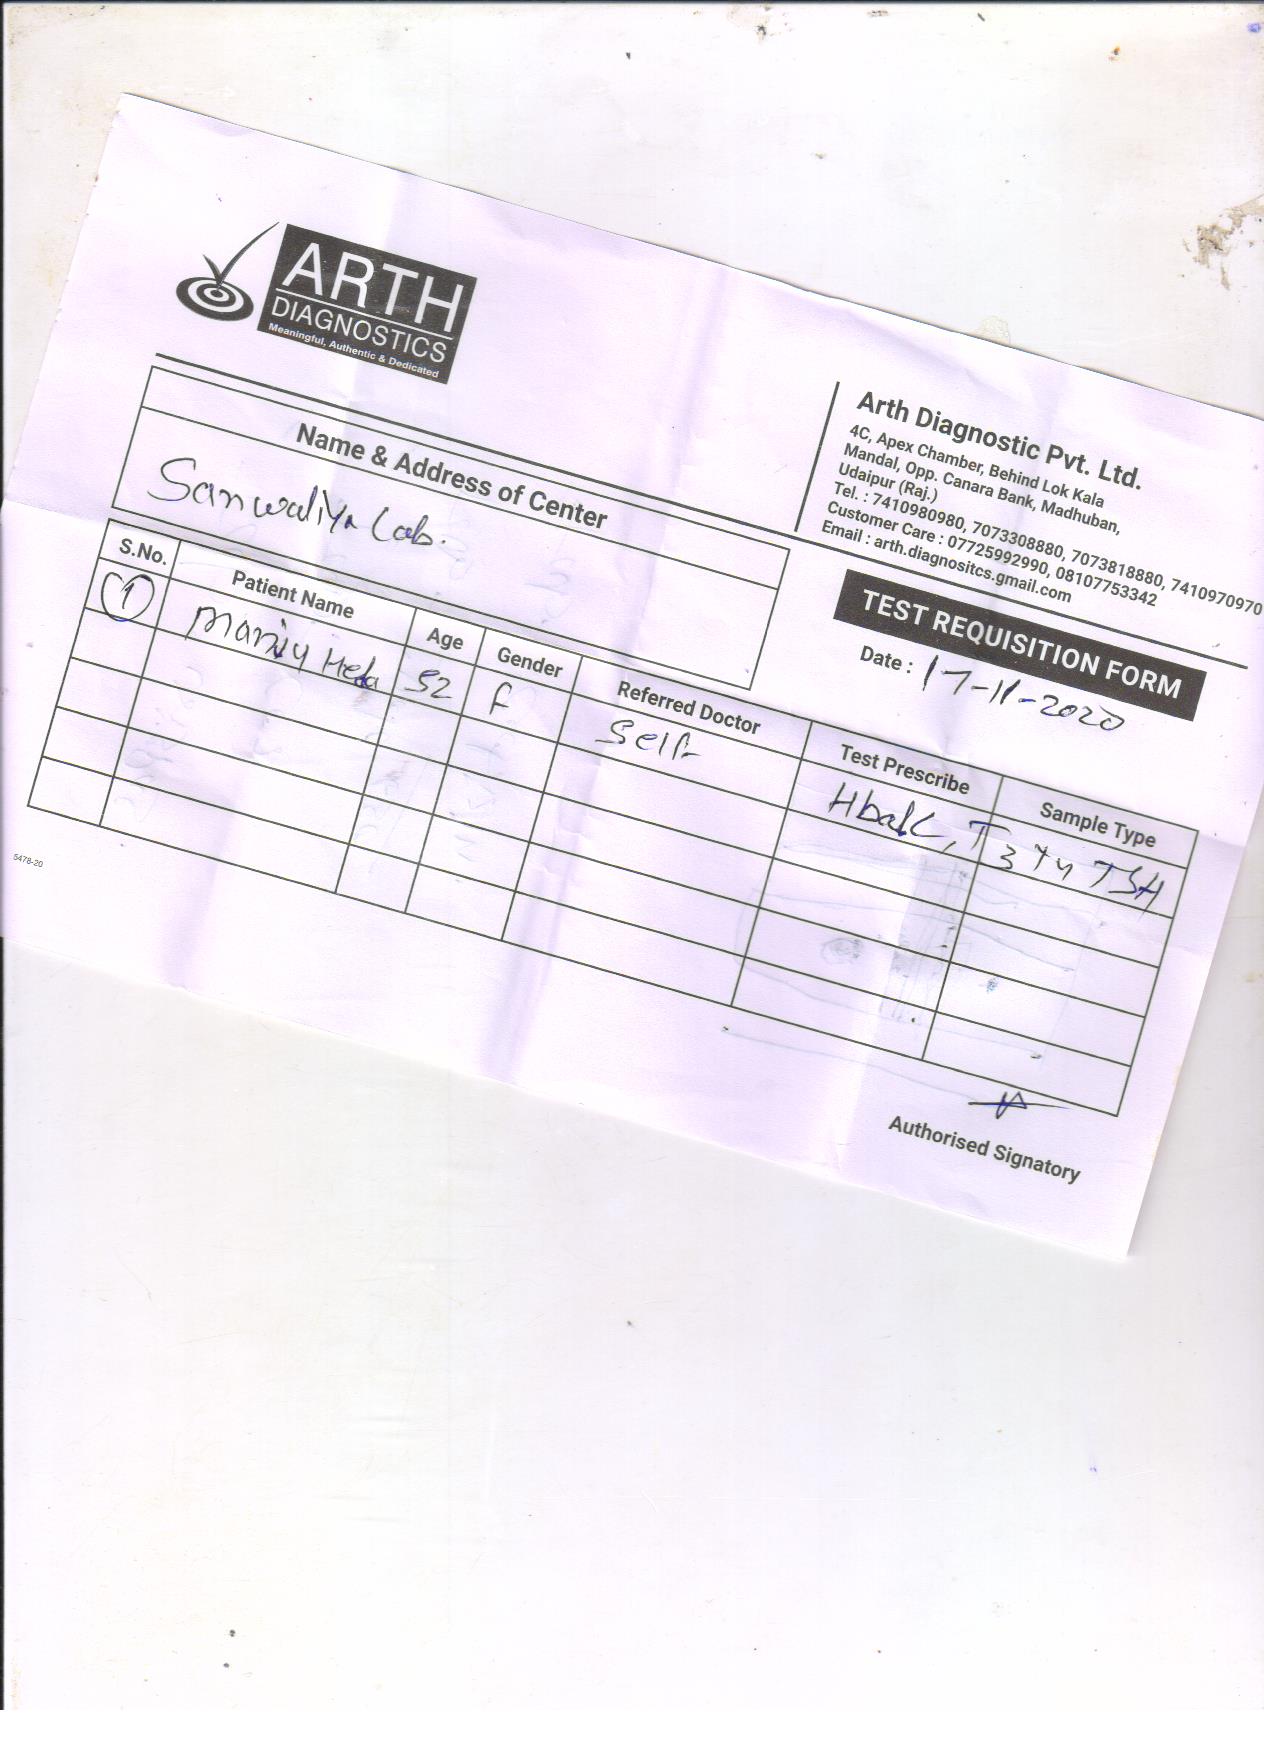 ARTH
DIAGNOSTICS
Meaningful, Authentic & Dedicated
Arth Diagnostic Pvt. Ltd.
4C, Apex Chamber, Behind Lok Kala
Mandal, Opp. Canara Bank, Madhuban,
Udaipur (Raj.)
Tel. : 7410980980, 7073308880, 7073818880, 7410970970
Customer Care : 07725992990, 08107753342
Email : arth.diagnositcs.gmail.com
Name & Address of Center
Sanwaliya Lab.
TEST REQUISITION FORM
Date : 17-11-2020
S.No. Patient Name Age Gender Referred Doctor Test Prescribe Sample Type
1 Manju 52 F Self HbA1C, T3 T4 TSH
5478-20
Authorised Signatory